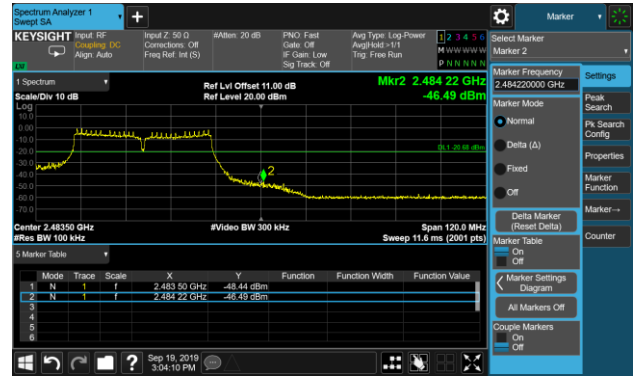 Spectrum Analyzer 1
Swept SA
+
Marker
KEYSIGHT
Input: RF
Coupling: DC
Align: Auto
Input Z: 50 Ω
Corrections: Off
Freq Ref: Int (S)
#Atten: 20 dB
PNO: Fast
Gate: Off
IF Gain: Low
Sig Track: Off
Avg Type: Log-Power
Avg|Hold:>1/1
Trig: Free Run
1 2 3 4 5 6
M W W W W W
P N N N N N
Select Marker
Marker 2
1 Spectrum
Scale/Div 10 dB
Log
Ref Lvl Offset 11.00 dB
Ref Level 20.00 dBm
Mkr2 2.484 22 GHz
-46.49 dBm
10.0
0.00
-10.0
-20.0
-30.0
-40.0
-50.0
-60.0
-70.0
DL1 -20.68 dBm
2
Center 2.48350 GHz
#Res BW 100 kHz
#Video BW 300 kHz
Span 120.0 MHz
Sweep 11.6 ms (2001 pts)
5 Marker Table
Mode Trace Scale X Y Function Function Width Function Value
1 N 1 f 2.483 50 GHz -48.44 dBm
2 N 1 f 2.484 22 GHz -46.49 dBm
3
4
5
6
Marker Frequency
2.484220000 GHz
Marker Mode
Normal
Delta (Δ)
Fixed
Off
Delta Marker
(Reset Delta)
Marker Table
On
Off
Marker Settings
Diagram
All Markers Off
Couple Markers
On
Off
Settings
Peak
Search
Pk Search
Config
Properties
Marker
Function
Marker→
Counter
?
Sep 19, 2019
3:04:10 PM